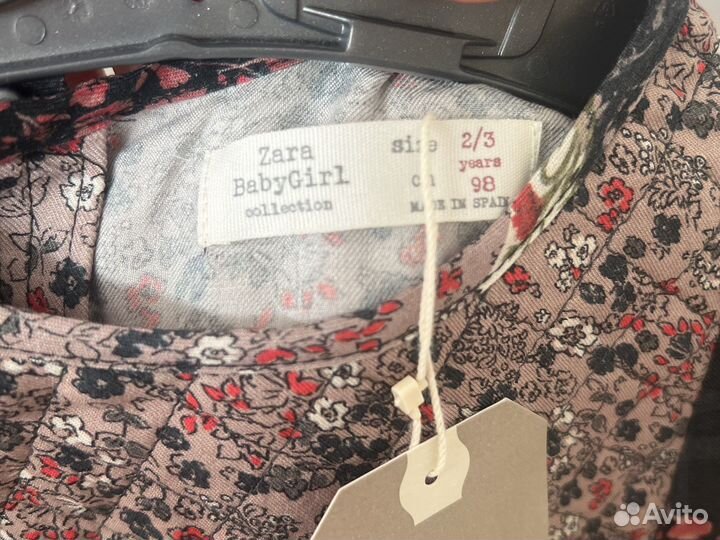 Zara
BabyGirl
collection
size 2/3
years
98
MADE IN SPAIN
Avito